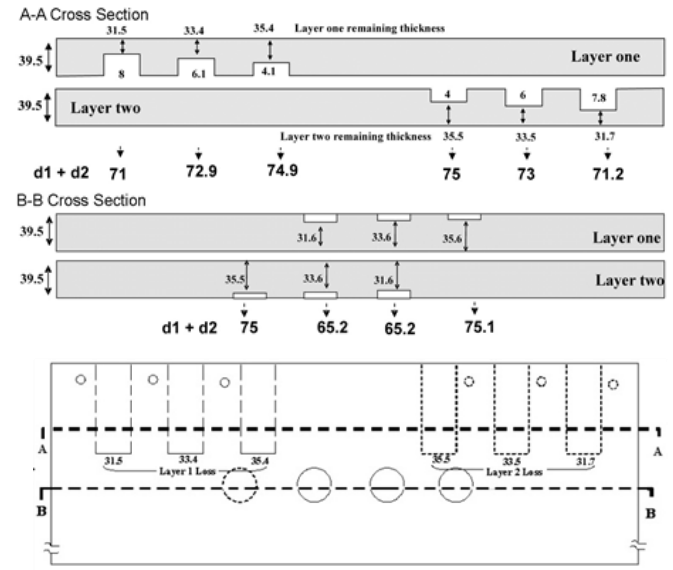 A-A Cross Section
31.5 33.4 35.4 Layer one remaining thickness
39.5 8 6.1 4.1 Layer one
39.5 Layer two 4 6 7.8
Layer two remaining thickness 35.5 33.5 31.7
d1 + d2 71 72.9 74.9 75 73 71.2
B-B Cross Section
39.5 31.6 33.6 35.6 Layer one
39.5 35.5 33.6 31.6 Layer two
d1 + d2 75 65.2 65.2 75.1
A A
31.5 33.4 35.4 35.5 33.5 31.7
Layer 1 Loss Layer 2 Loss
B B